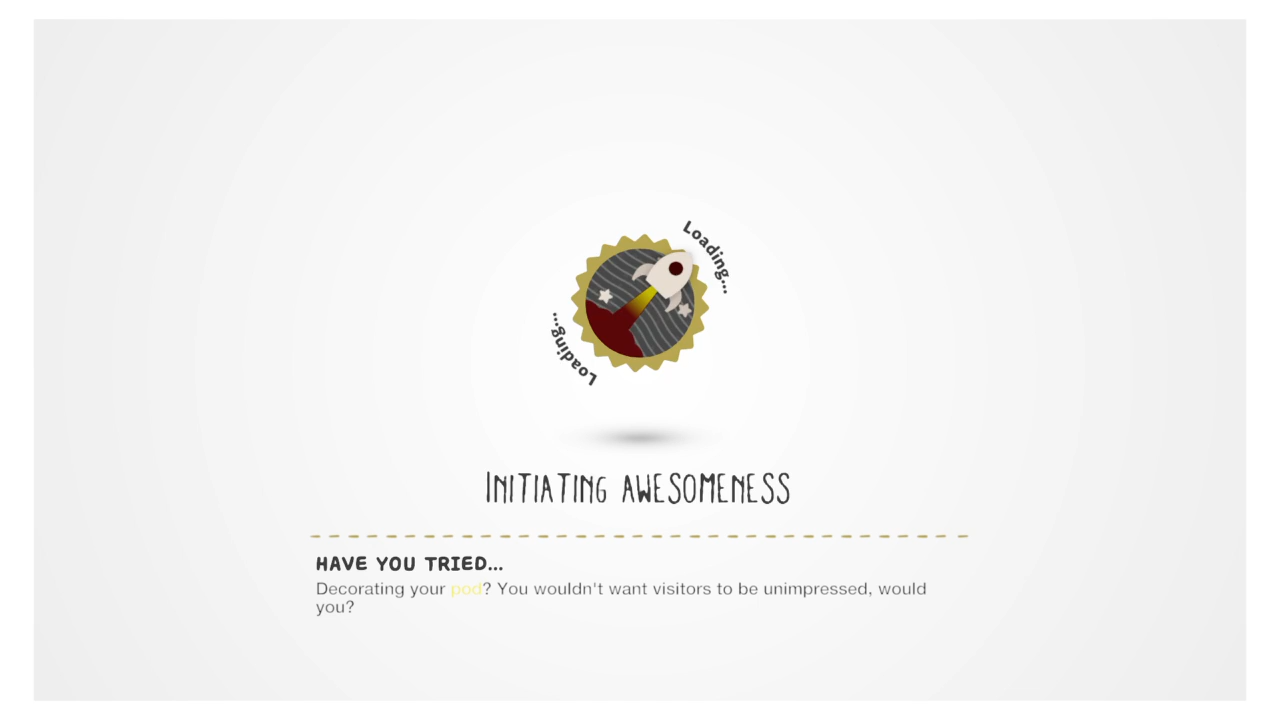 Loading...
Loading...
INITIATING AWESOMENESS
HAVE YOU TRIED...
Decorating your pod? You wouldn't want visitors to be unimpressed, would
you?